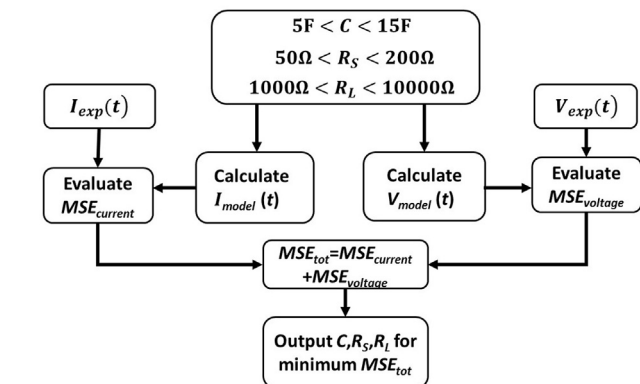 5F < C < 15F
50Ω < R_S < 200Ω
1000Ω < R_L < 10000Ω
I_exp(t)
V_exp(t)
Evaluate
MSE_current
Calculate
I_model (t)
Calculate
V_model (t)
Evaluate
MSE_voltage
MSE_tot=MSE_current
+MSE_voltage
Output C,R_S,R_L for
minimum MSE_tot